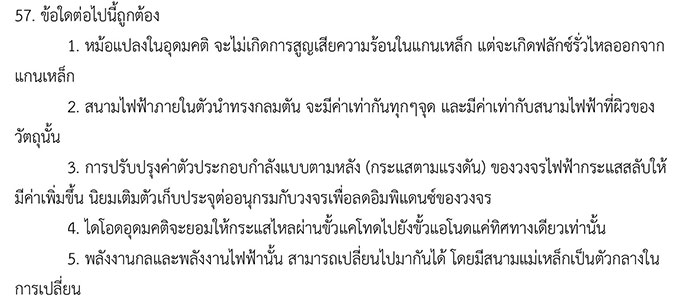 57. ข้อใดต่อไปนี้ถูกต้อง
1. หม้อแปลงในอุดมคติ จะไม่เกิดการสูญเสียความร้อนในแกนเหล็ก แต่จะเกิดฟลักซ์รั่วไหลออกจาก
แกนเหล็ก
2. สนามไฟฟ้าภายในตัวนำทรงกลมตัน จะมีค่าเท่ากันทุกๆจุด และมีค่าเท่ากับสนามไฟฟ้าที่ผิวของ
วัตถุนั้น
3. การปรับปรุงค่าตัวประกอบกำลังแบบตามหลัง (กระแสตามแรงดัน) ของวงจรไฟฟ้ากระแสสลับให้
มีค่าเพิ่มขึ้น นิยมเติมตัวเก็บประจุต่ออนุกรมกับวงจรเพื่อลดอิมพิแดนซ์ของวงจร
4. ไดโอดอุดมคติจะยอมให้กระแสไหลผ่านขั้วแคโทดไปยังขั้วแอโนดแค่ทิศทางเดียวเท่านั้น
5. พลังงานกลและพลังงานไฟฟ้านั้น สามารถเปลี่ยนไปมากันได้ โดยมีสนามแม่เหล็กเป็นตัวกลางใน
การเปลี่ยน